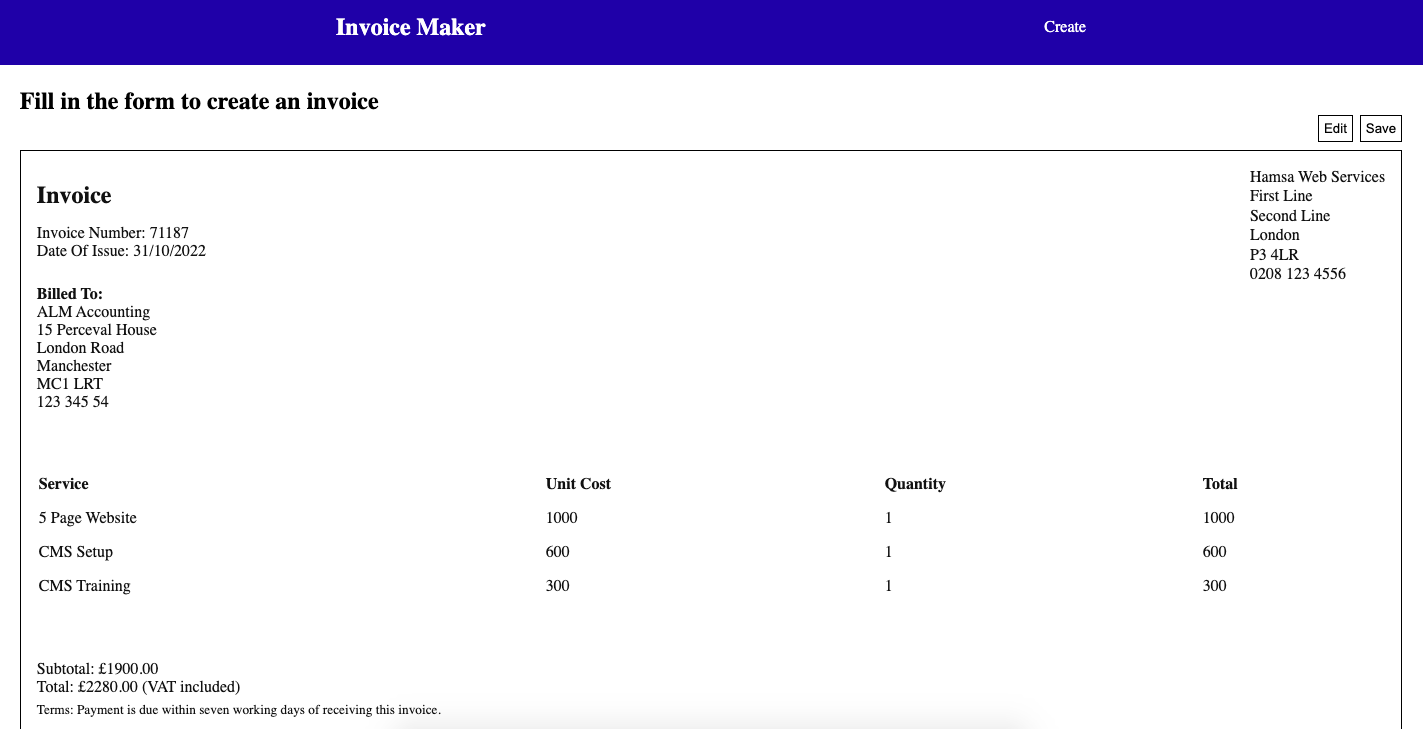 Invoice Maker
Create
Fill in the form to create an invoice
Edit
Save
Invoice
Invoice Number: 71187
Date Of Issue: 31/10/2022
Hamsa Web Services
First Line
Second Line
London
P3 4LR
0208 123 4556
Billed To:
ALM Accounting
15 Perceval House
London Road
Manchester
MC1 LRT
123 345 54
Service Unit Cost Quantity Total
5 Page Website 1000 1 1000
CMS Setup 600 1 600
CMS Training 300 1 300
Subtotal: £1900.00
Total: £2280.00 (VAT included)
Terms: Payment is due within seven working days of receiving this invoice.